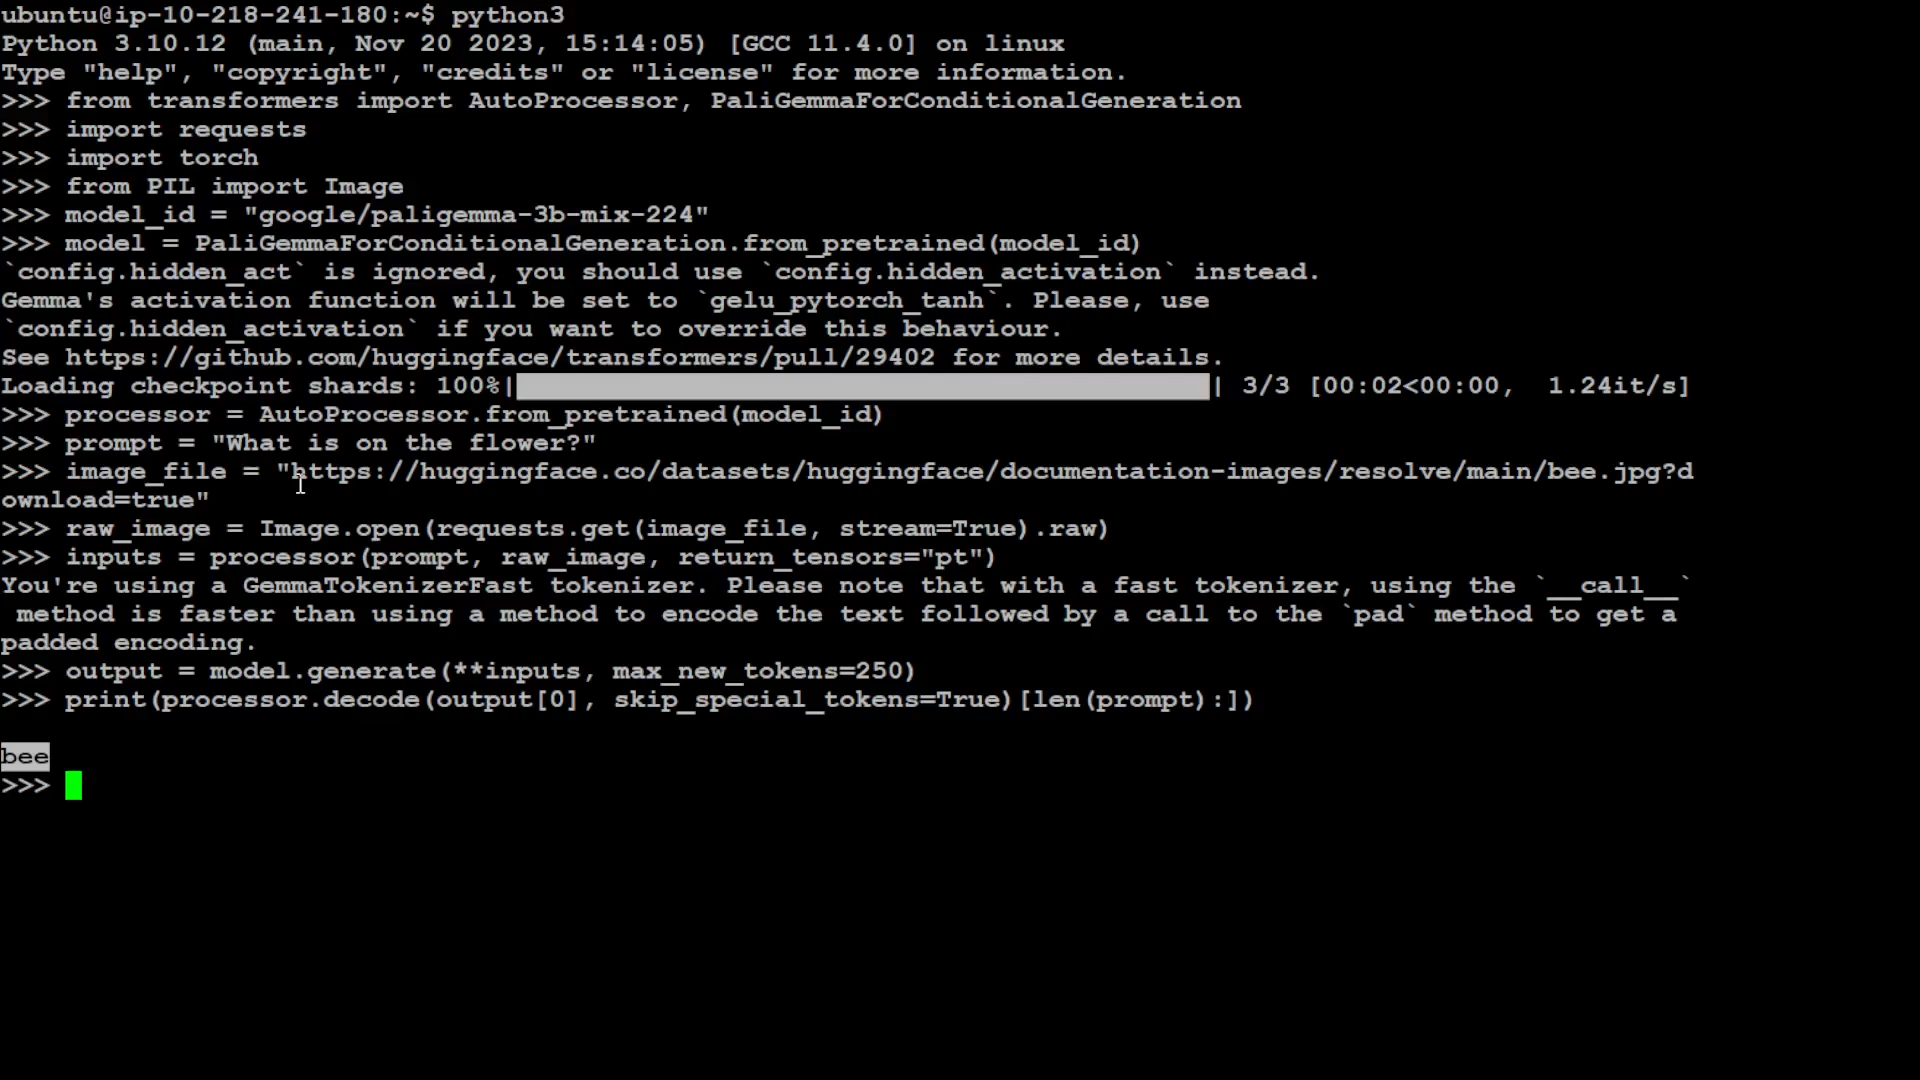 ubuntu@ip-10-218-241-180:~$ python3
Python 3.10.12 (main, Nov 20 2023, 15:14:05) [GCC 11.4.0] on linux
Type "help", "copyright", "credits" or "license" for more information.
>>> from transformers import AutoProcessor, PaliGemmaForConditionalGeneration
>>> import requests
>>> import torch
>>> from PIL import Image
>>> model_id = "google/paligemma-3b-mix-224"
>>> model = PaliGemmaForConditionalGeneration.from_pretrained(model_id)
`config.hidden_act` is ignored, you should use `config.hidden_activation` instead.
Gemma's activation function will be set to `gelu_pytorch_tanh`. Please, use
`config.hidden_activation` if you want to override this behaviour.
See https://github.com/huggingface/transformers/pull/29402 for more details.
Loading checkpoint shards: 100%|                                           | 3/3 [00:02<00:00,  1.24it/s]
>>> processor = AutoProcessor.from_pretrained(model_id)
>>> prompt = "What is on the flower?"
>>> image_file = "https://huggingface.co/datasets/huggingface/documentation-images/resolve/main/bee.jpg?d
ownload=true"
>>> raw_image = Image.open(requests.get(image_file, stream=True).raw)
>>> inputs = processor(prompt, raw_image, return_tensors="pt")
You're using a GemmaTokenizerFast tokenizer. Please note that with a fast tokenizer, using the `__call__`
 method is faster than using a method to encode the text followed by a call to the `pad` method to get a
padded encoding.
>>> output = model.generate(**inputs, max_new_tokens=250)
>>> print(processor.decode(output[0], skip_special_tokens=True)[len(prompt):])
bee
>>>